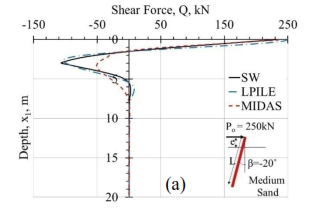 Shear Force, Q, kN
-150 -50 0 50 150 250
0
5
10
15
20
Depth, x₁, m
SW
LPILE
MIDAS
Pₒ = 250kN
e
L
β=-20°
Medium
Sand
(a)